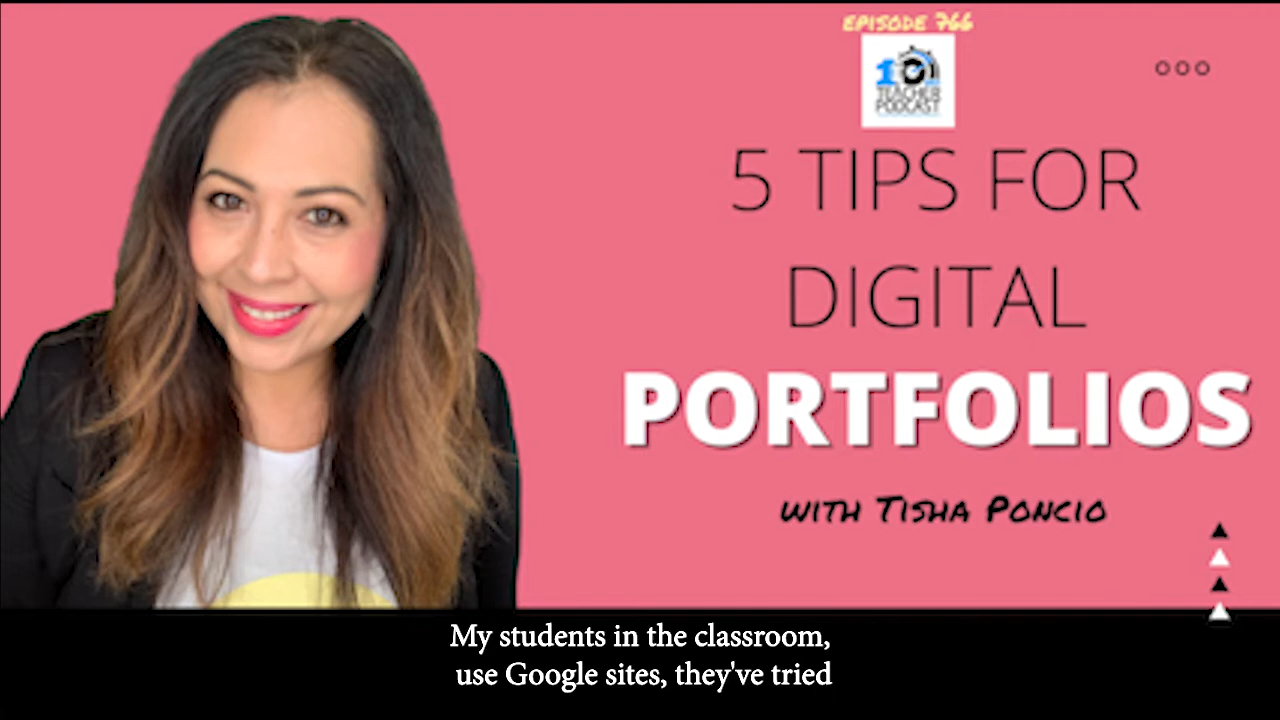 EPISODE 766
10
TEACHER
PODCAST
5 TIPS FOR
DIGITAL
PORTFOLIOS
WITH TISHA PONCIO
My students in the classroom,
use Google sites, they've tried